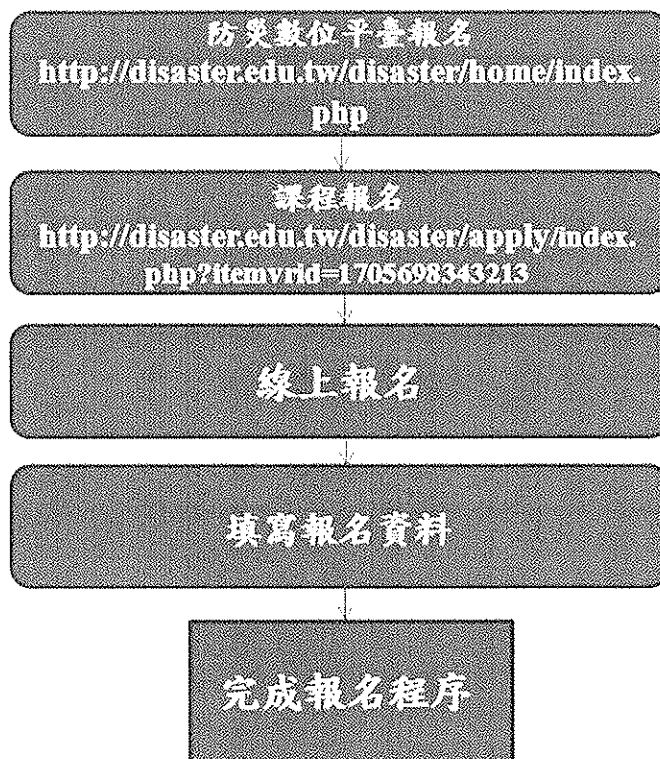 防災數位平臺報名
http://disaster.edu.tw/disaster/home/index.
php
課程報名
http://disaster.edu.tw/disaster/apply/index.
php?itemvrid=1705698343213
線上報名
填寫報名資料
完成報名程序